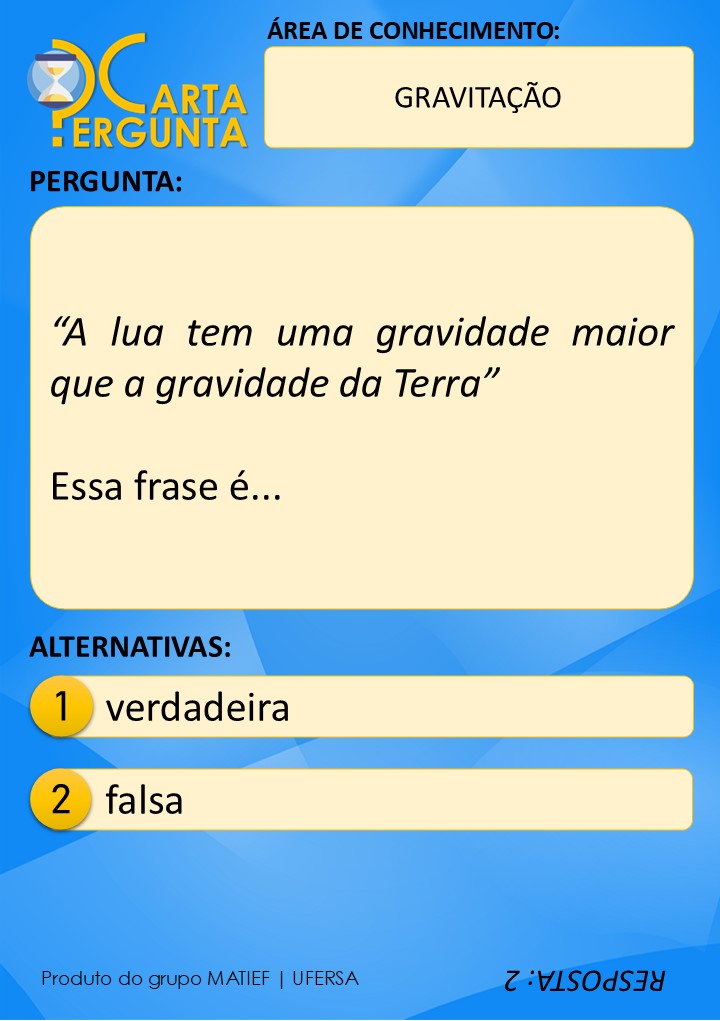 ÁREA DE CONHECIMENTO:
CARTA
PERGUNTA
GRAVITAÇÃO
PERGUNTA:
“A lua tem uma gravidade maior
que a gravidade da Terra”
Essa frase é...
ALTERNATIVAS:
1 verdadeira
2 falsa
Produto do grupo MATIEF | UFERSA
RESPOSTA: 2